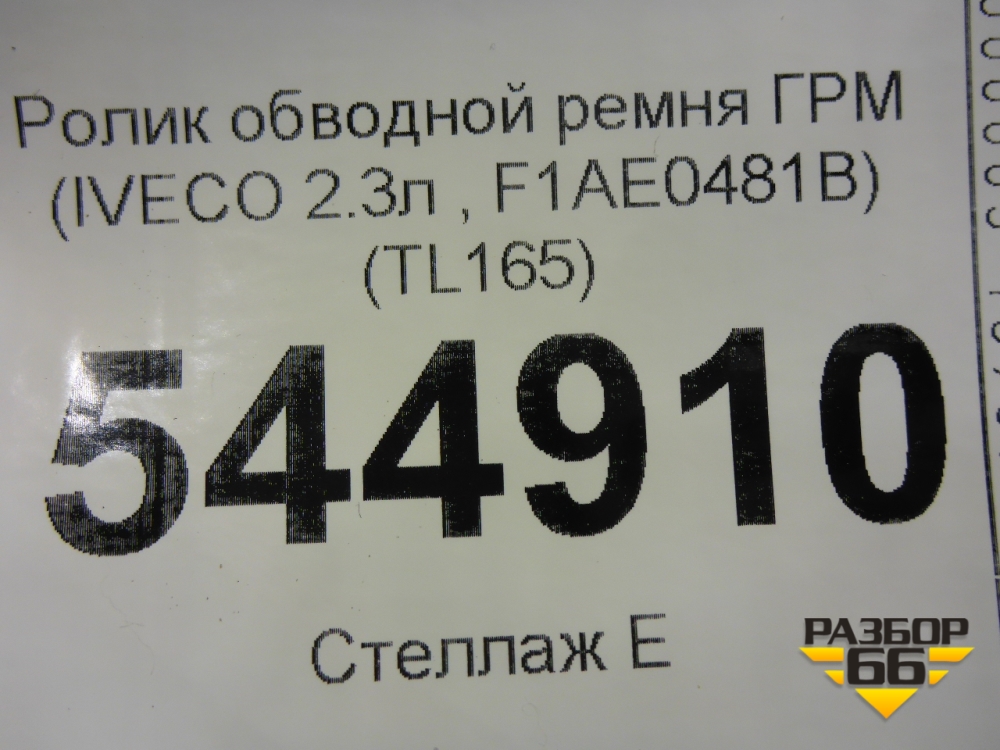 Ролик обводной ремня ГРМ
(IVECO 2.3л , F1AE0481B)
(TL165)
544910
Стеллаж Е
РАЗБОР
66